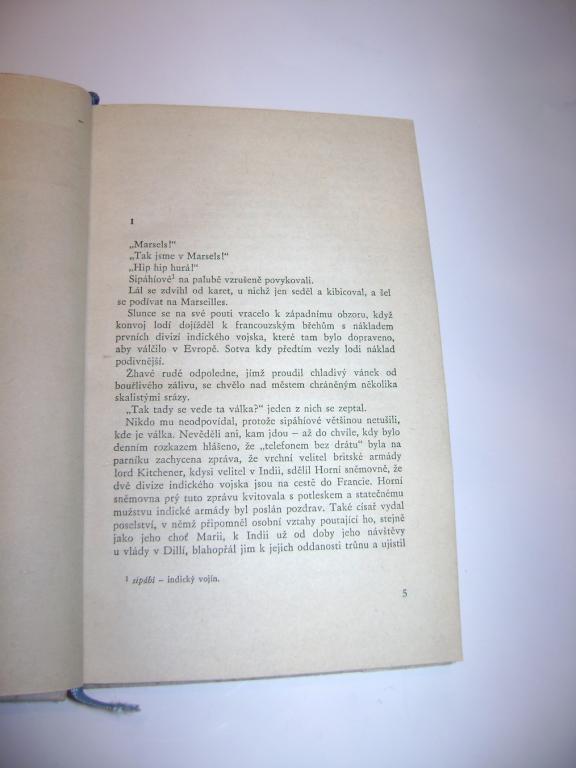 1
„Marsels!“
„Tak jsme v Marsels!“
„Hip hip hurá!“
Sipáhíové¹ na palubě vzrušeně povykovali.
Lál se zdvihl od karet, u nichž jen seděl a kibicoval, a šel
se podívat na Marseilles.
Slunce se na své pouti vracelo k západnímu obzoru, když
konvoj lodí dojížděl k francouzským břehům s nákladem
prvních divizí indického vojska, které tam bylo dopraveno,
aby válčilo v Evropě. Sotva kdy předtím vezly lodi náklad
podivnější.
Žhavé rudé odpoledne, jímž proudil chladivý vánek od
bouřlivého zálivu, se chvělo nad městem chráněným několika
skalistými srázy.
„Tak tady se vede ta válka?“ jeden z nich se zeptal.
Nikdo mu neodpovídal, protože sipáhíové většinou netušili,
kde je válka. Nevěděli ani, kam jdou – až do chvíle, kdy bylo
denním rozkazem hlášeno, že „telefonem bez drátu“ byla na
parníku zachycena zpráva, že vrchní velitel britské armády
lord Kitchener, kdysi velitel v Indii, sdělil Horní sněmovně, že
dvě divize indického vojska jsou na cestě do Francie. Horní
sněmovna prý tuto zprávu kvitovala s potleskem a statečnému
mužstvu indické armády byl poslán pozdrav. Také císař vydal
poselství, v němž připomněl osobní vztahy poutající ho, stejně
jako jeho choť Marii, k Indii už od doby jeho návštěvy
u vlády v Dillí, blahopřál jim k jejich oddanosti trůnu a ujistil
¹ sipáhí – indický vojín.
5